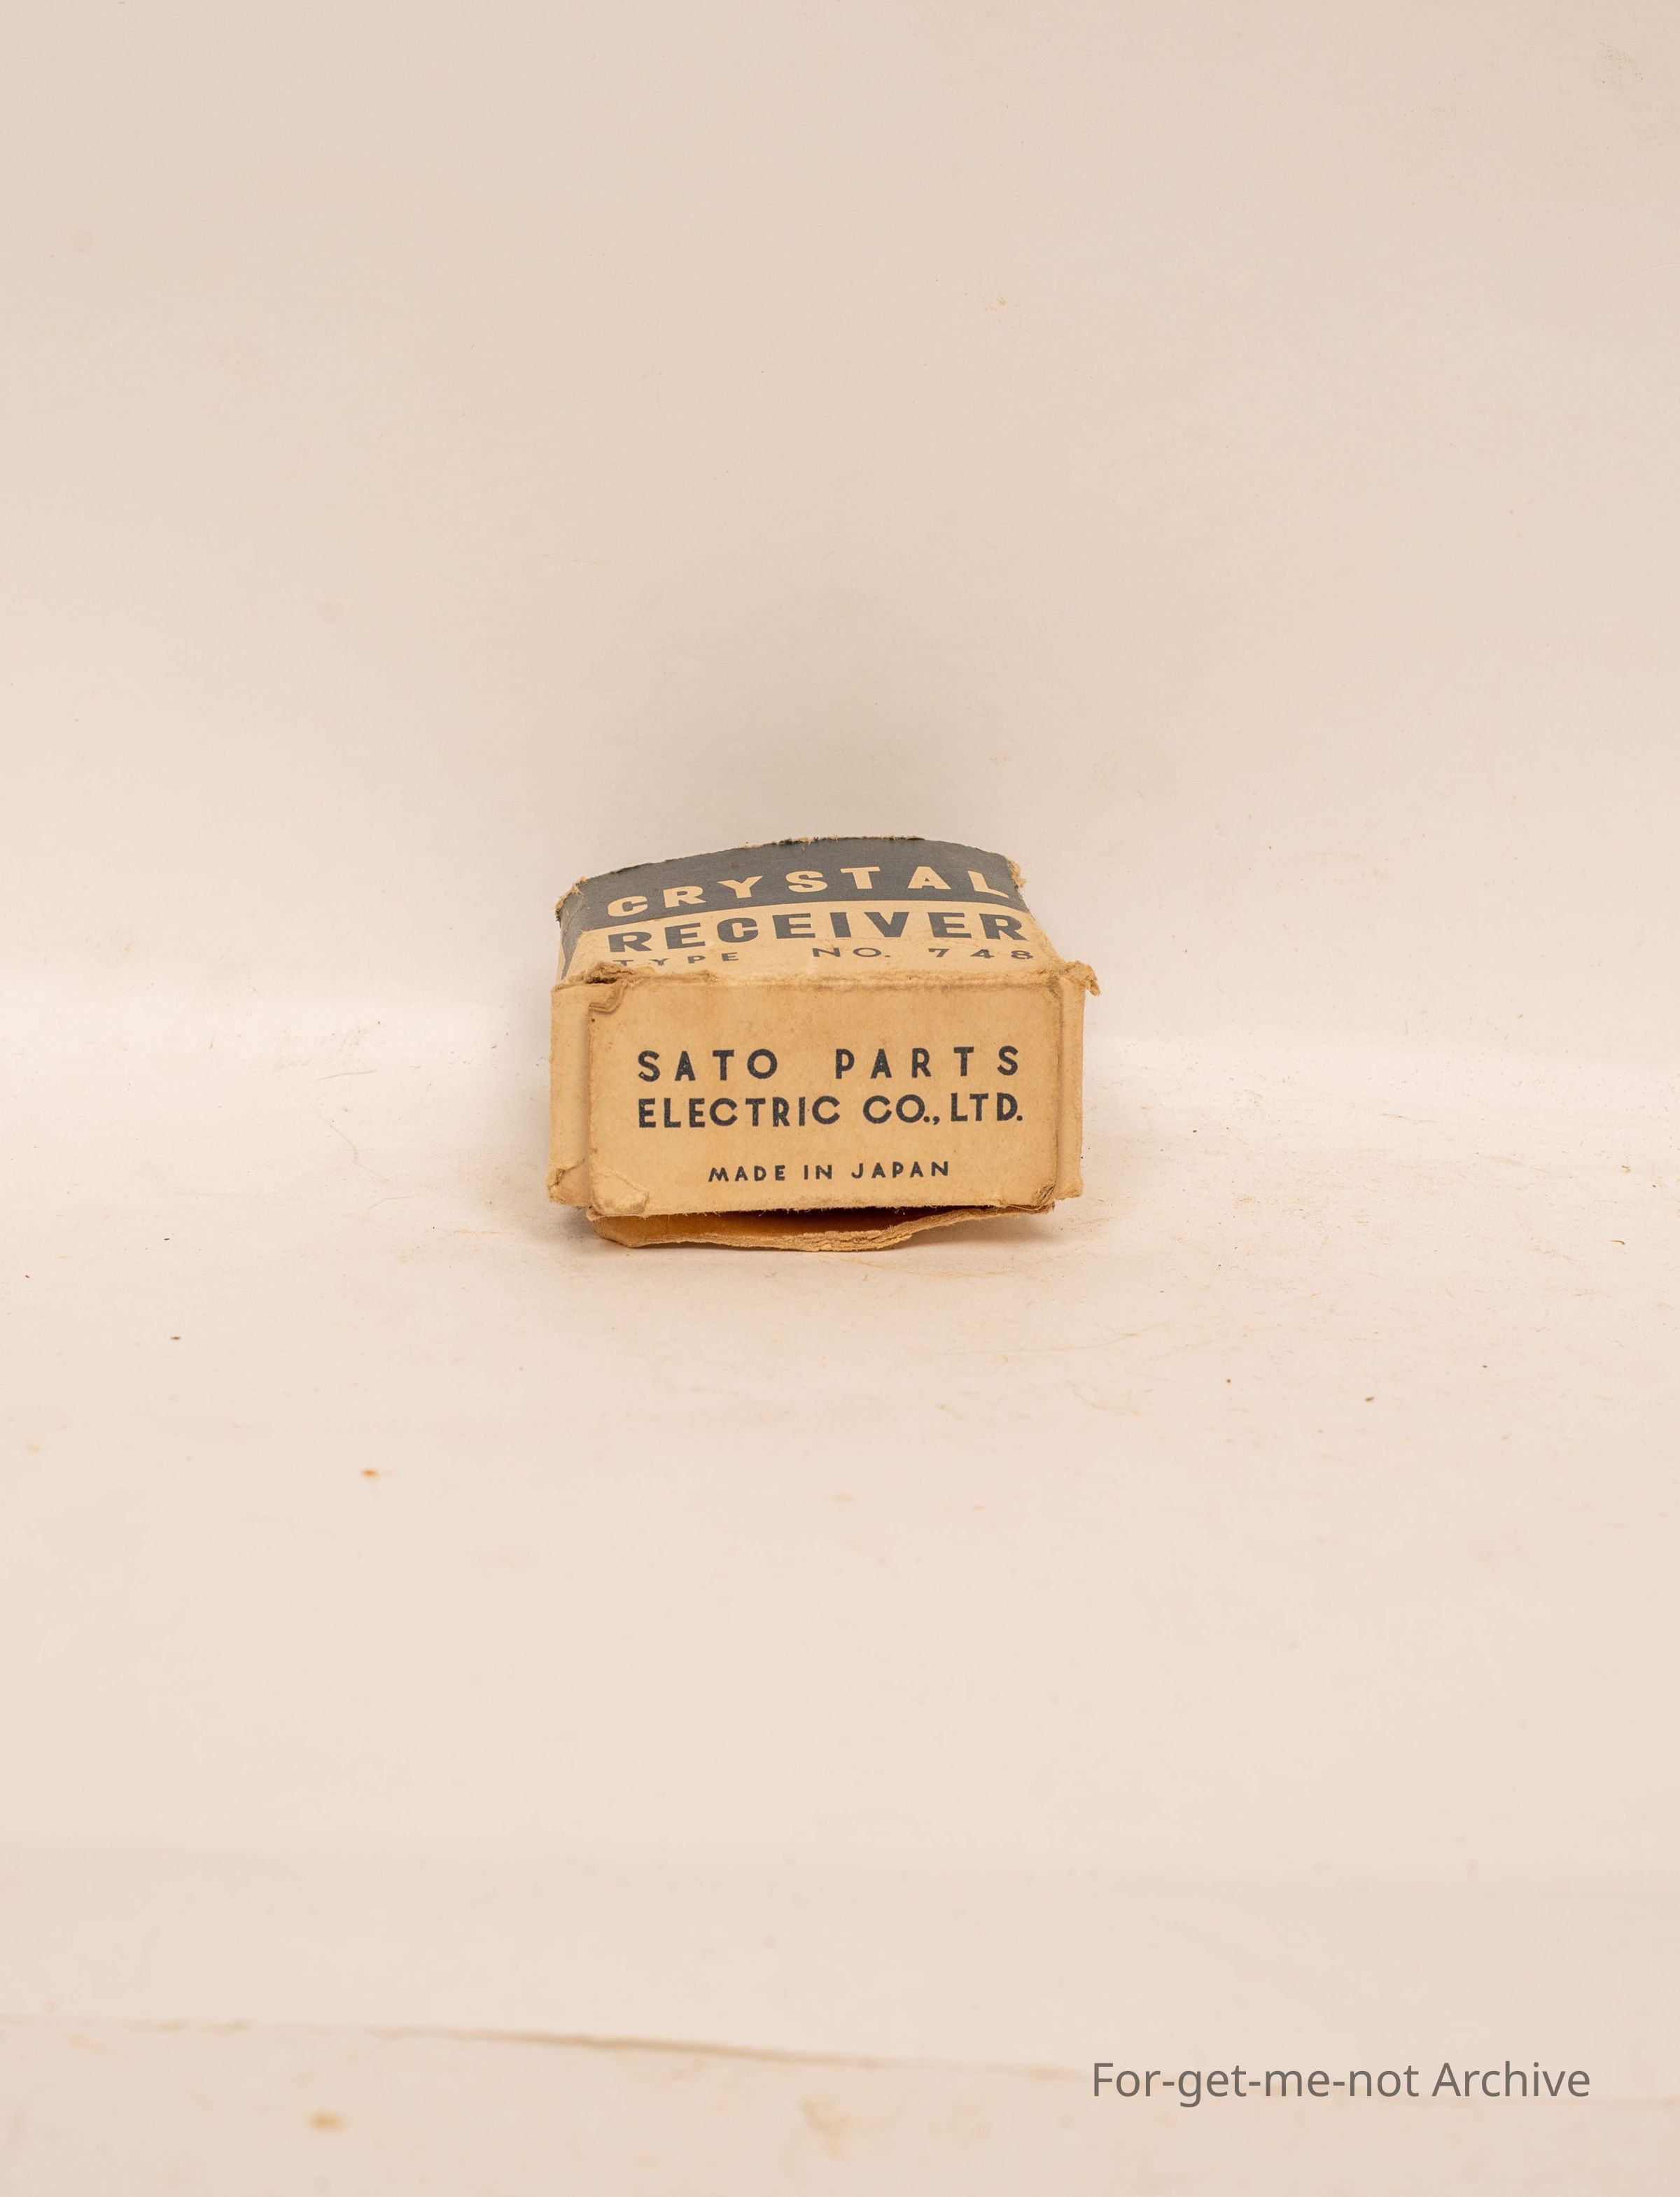 CRYSTAL
RECEIVER
TYPE NO. 748
SATO PARTS
ELECTRIC CO., LTD.
MADE IN JAPAN
For-get-me-not Archive